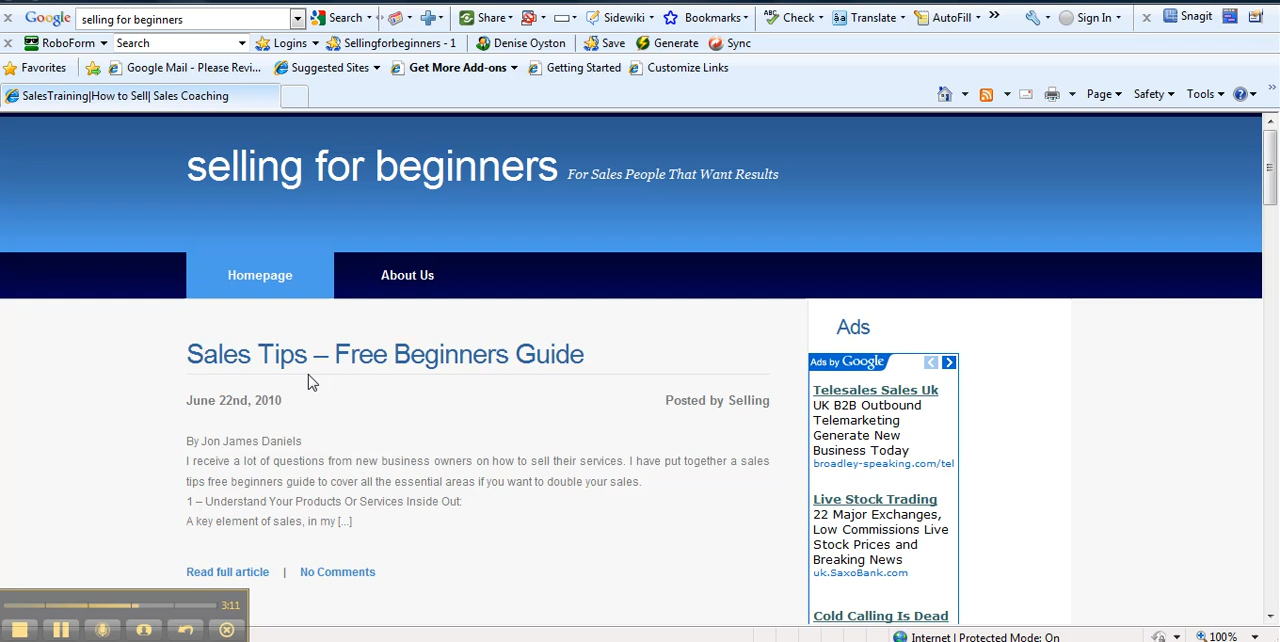 Google selling for beginners Search Share Sidewiki Bookmarks Check Translate AutoFill Sign In Snagit
RoboForm Search Logins Sellingforbeginners - 1 Denise Oyston Save Generate Sync
Favorites Google Mail - Please Revi... Suggested Sites Get More Add-ons Getting Started Customize Links
SalesTraining|How to Sell| Sales Coaching Page Safety Tools
selling for beginners For Sales People That Want Results
Homepage About Us
Sales Tips – Free Beginners Guide
June 22nd, 2010 Posted by Selling
By Jon James Daniels
I receive a lot of questions from new business owners on how to sell their services. I have put together a sales
tips free beginners guide to cover all the essential areas if you want to double your sales.
1 – Understand Your Products Or Services Inside Out:
A key element of sales, in my [...]
Read full article | No Comments
Ads
Ads by Google
Telesales Sales Uk
UK B2B Outbound
Telemarketing
Generate New
Business Today
broadley-speaking.com/tel
Live Stock Trading
22 Major Exchanges,
Low Commissions Live
Stock Prices and
Breaking News
uk.SaxoBank.com
Cold Calling Is Dead
3:11
Internet | Protected Mode: On 100%